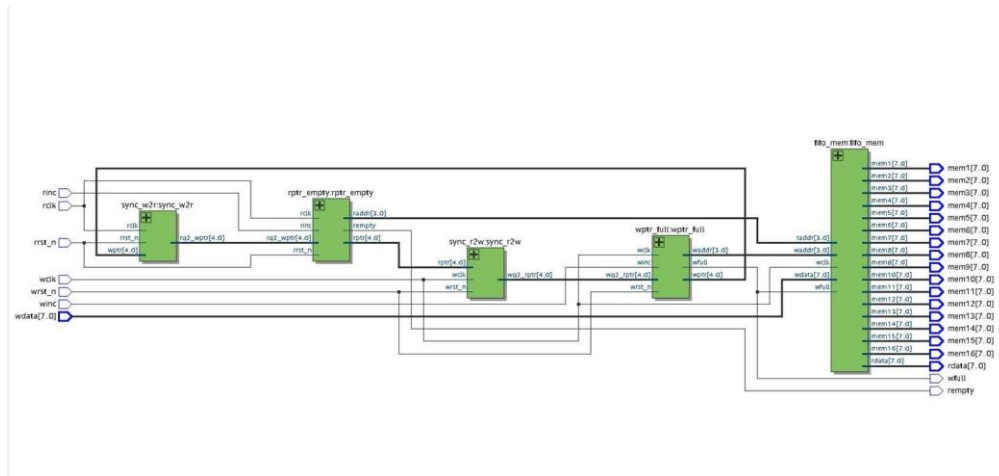 rinc
rclk
rrst_n
wclk
wrst_n
winc
wdata[7..0]
sync_w2r:sync_w2r
rclk
rrst_n
wptr[4..0]
rq2_wptr[4..0]
rptr_empty:rptr_empty
rclk
rinc
rq2_wptr[4..0]
rrst_n
raddr[3..0]
rempty
rptr[4..0]
sync_r2w:sync_r2w
rptr[4..0]
wclk
wrst_n
wq2_rptr[4..0]
wptr_full:wptr_full
wclk
winc
wq2_rptr[4..0]
wrst_n
waddr[3..0]
wfull
wptr[4..0]
fifo_mem:fifo_mem
raddr[3..0]
waddr[3..0]
wclk
wdata[7..0]
wfull
mem1[7..0]
mem2[7..0]
mem3[7..0]
mem4[7..0]
mem5[7..0]
mem6[7..0]
mem7[7..0]
mem8[7..0]
mem9[7..0]
mem10[7..0]
mem11[7..0]
mem12[7..0]
mem13[7..0]
mem14[7..0]
mem15[7..0]
mem16[7..0]
rdata[7..0]
mem1[7..0]
mem2[7..0]
mem3[7..0]
mem4[7..0]
mem5[7..0]
mem6[7..0]
mem7[7..0]
mem8[7..0]
mem9[7..0]
mem10[7..0]
mem11[7..0]
mem12[7..0]
mem13[7..0]
mem14[7..0]
mem15[7..0]
mem16[7..0]
rdata[7..0]
wfull
rempty